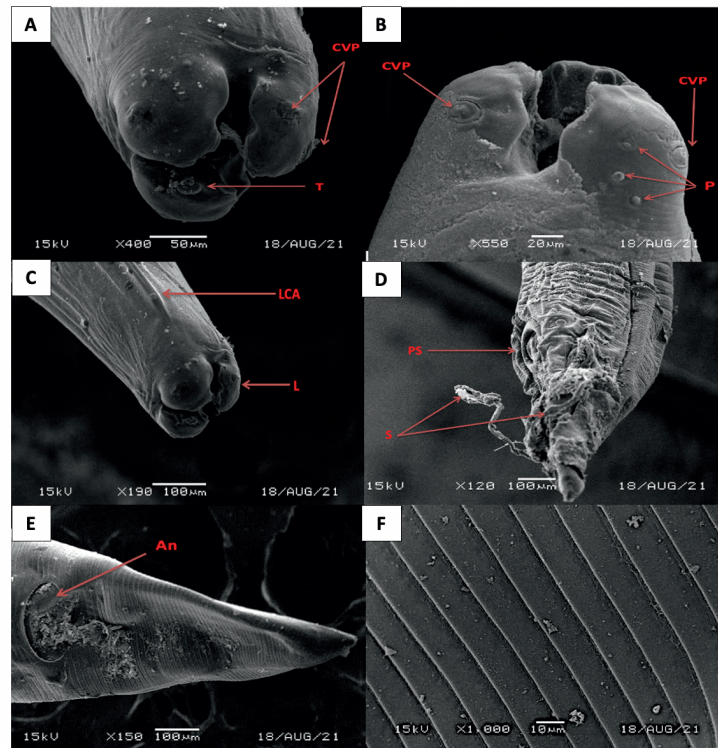 A
CVP
T
15kV X400 50µm 18/AUG/21
B
CVP
CVP
P
15kV X550 20µm 18/AUG/21
C
LCA
L
15kV X190 100µm 18/AUG/21
D
PS
S
15kV X120 100µm 18/AUG/21
E
An
15kV X150 100µm 18/AUG/21
F
15kV X1,000 10µm 18/AUG/21